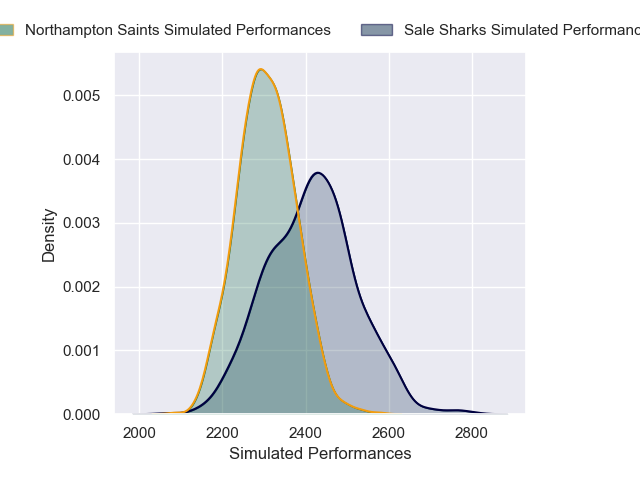 Northampton Saints Simulated Performances
Sale Sharks Simulated
0.005
0.004
0.003
0.002
0.001
0.000
Density
2000 2200 2400 2600 2800
Simulated Performances